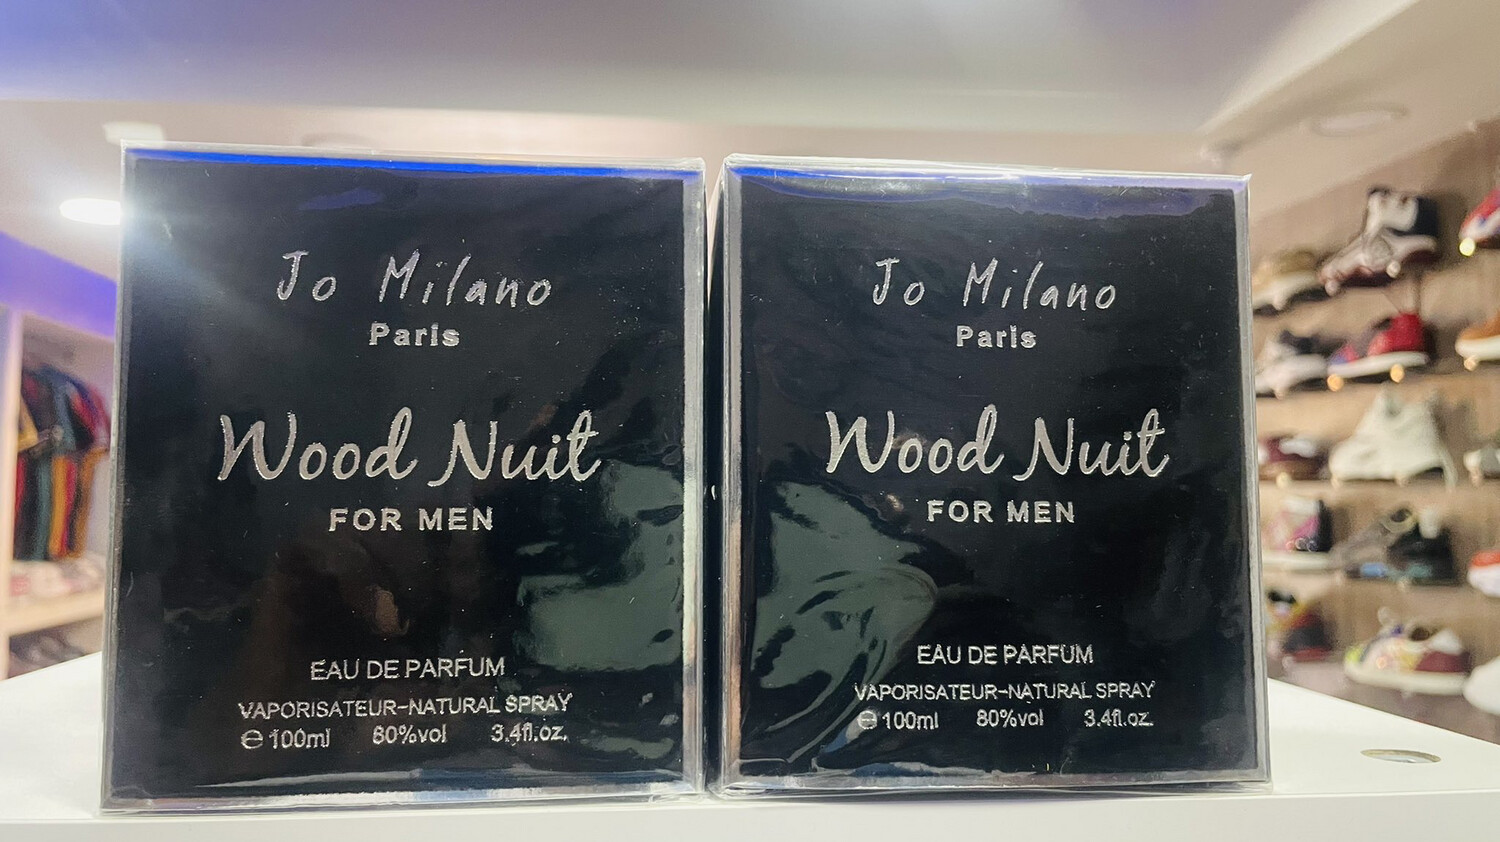 Jo Milano
Paris
Wood Nuit
FOR MEN
EAU DE PARFUM
VAPORISATEUR-NATURAL SPRAY
℮100ml 80%vol 3.4fl.oz.
Jo Milano
Paris
Wood Nuit
FOR MEN
EAU DE PARFUM
VAPORISATEUR-NATURAL SPRAY
℮100ml 80%vol 3.4fl.oz.